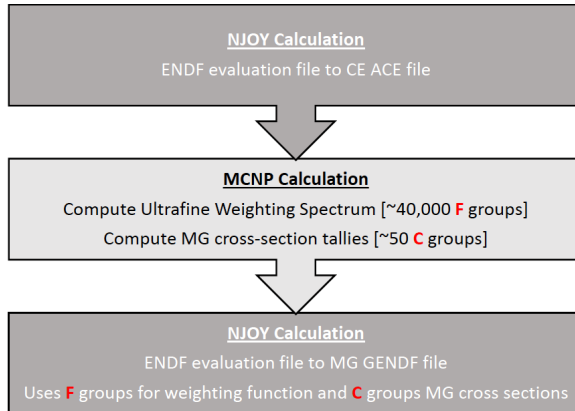 NJOY Calculation
ENDF evaluation file to CE ACE file
MCNP Calculation
Compute Ultrafine Weighting Spectrum [~40,000 F groups]
Compute MG cross-section tallies [~50 C groups]
NJOY Calculation
ENDF evaluation file to MG GENDF file
Uses F groups for weighting function and C groups MG cross sections